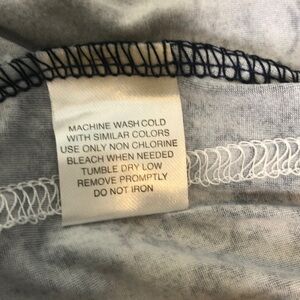 MACHINE WASH COLD
WITH SIMILAR COLORS
USE ONLY NON CHLORINE
BLEACH WHEN NEEDED
TUMBLE DRY LOW
REMOVE PROMPTLY
DO NOT IRON